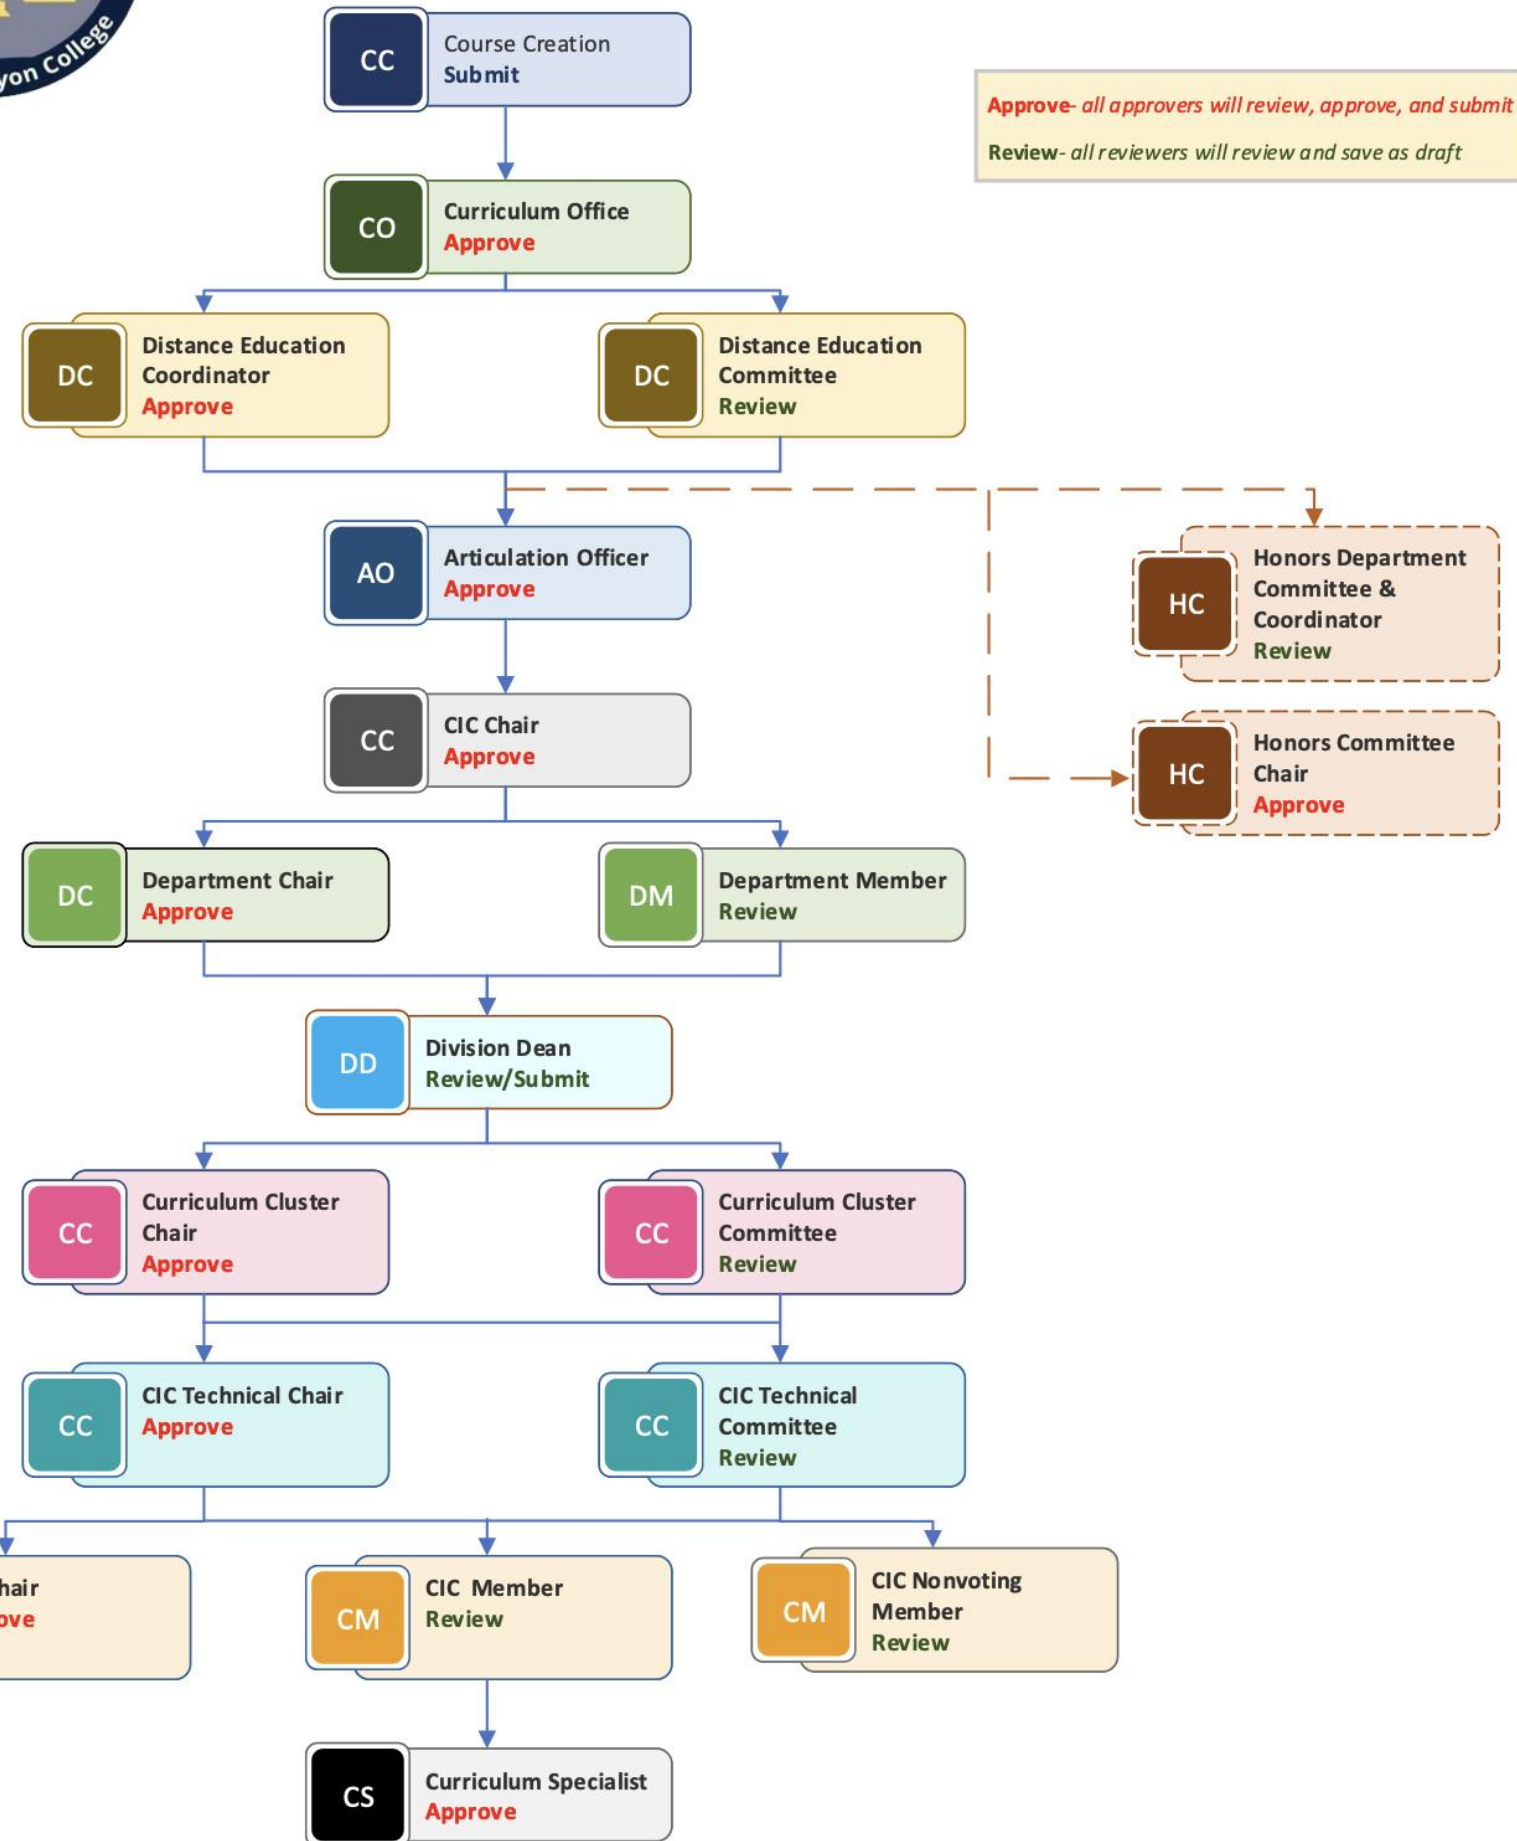 yon College
CC
Course Creation
Submit
Approve- all approvers will review, approve, and submit
Review- all reviewers will review and save as draft
CO
Curriculum Office
Approve
DC
Distance Education
Coordinator
Approve
DC
Distance Education
Committee
Review
AO
Articulation Officer
Approve
HC
Honors Department
Committee &
Coordinator
Review
CC
CIC Chair
Approve
HC
Honors Committee
Chair
Approve
DC
Department Chair
Approve
DM
Department Member
Review
DD
Division Dean
Review/Submit
CC
Curriculum Cluster
Chair
Approve
CC
Curriculum Cluster
Committee
Review
CC
CIC Technical Chair
Approve
CC
CIC Technical
Committee
Review
hair
ove
CM
CIC Member
Review
CM
CIC Nonvoting
Member
Review
CS
Curriculum Specialist
Approve